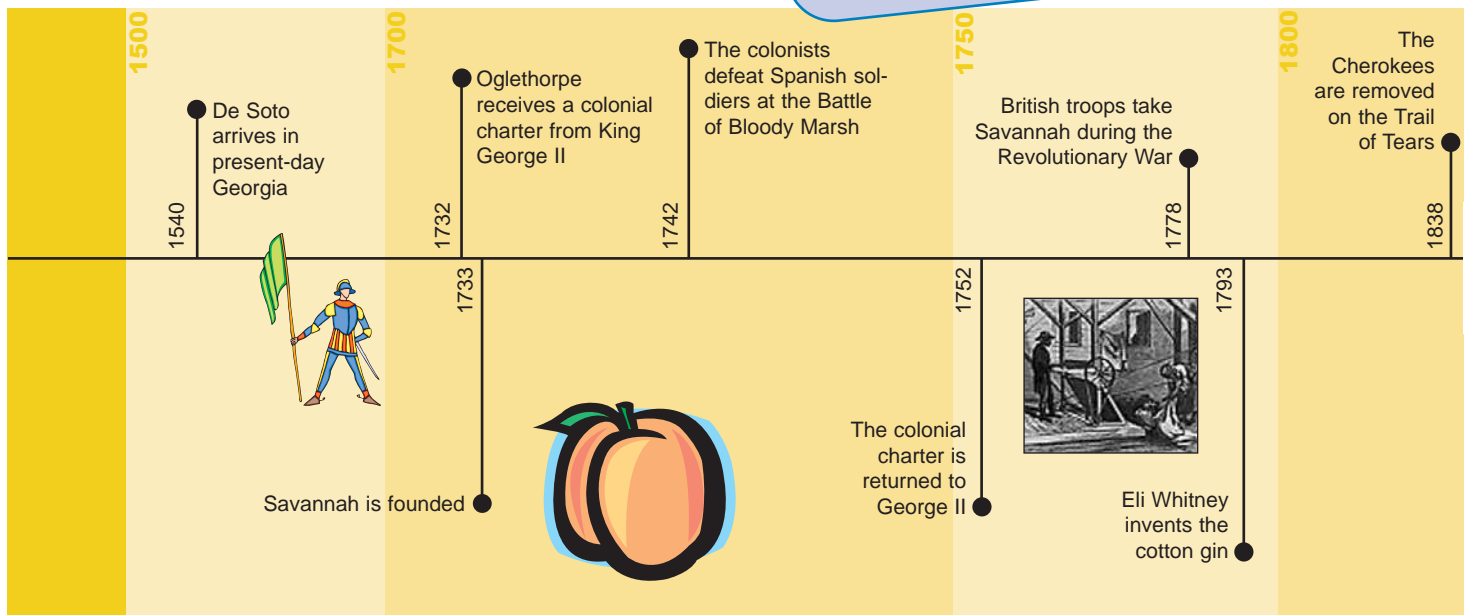 1500
1700
1750
1800
De Soto
arrives in
present-day
Georgia
1540
Oglethorpe
receives a colonial
charter from King
George II
1732
1733
Savannah is founded
The colonists
defeat Spanish sol-
diers at the Battle
of Bloody Marsh
1742
1752
The colonial
charter is
returned to
George II
British troops take
Savannah during the
Revolutionary War
1778
1793
Eli Whitney
invents the
cotton gin
The
Cherokees
are removed
on the Trail
of Tears
1838